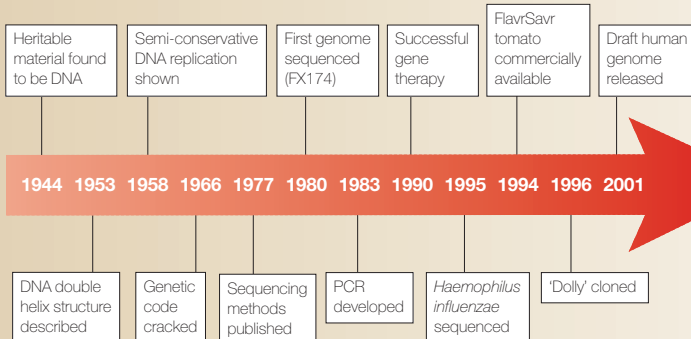 Heritable
material found
to be DNA
Semi-conservative
DNA replication
shown
First genome
sequenced
(FX174)
Successful
gene
therapy
FlavrSavr
tomato
commercially
available
Draft human
genome
released
1944 1953 1958 1966 1977 1980 1983 1990 1995 1994 1996 2001
DNA double
helix structure
described
Genetic
code
cracked
Sequencing
methods
published
PCR
developed
Haemophilus
influenzae
sequenced
‘Dolly’ cloned